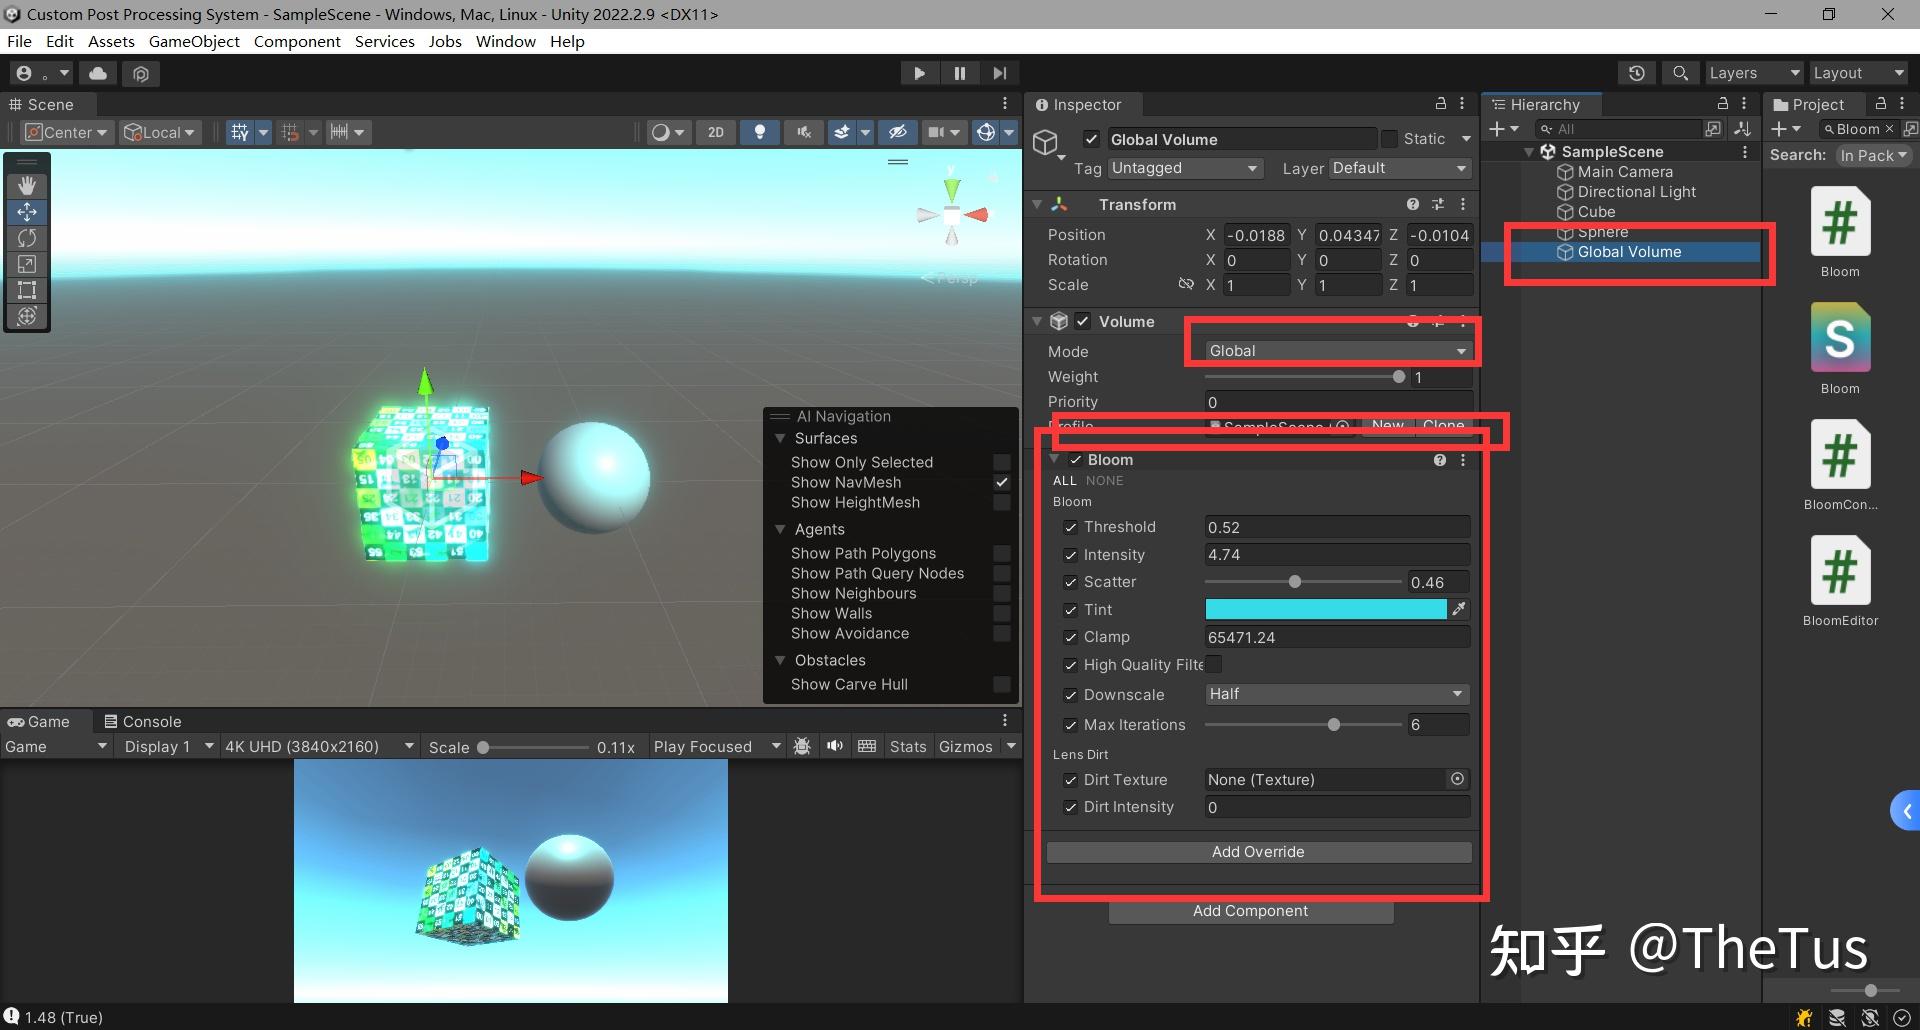 Custom Post Processing System - SampleScene - Windows, Mac, Linux - Unity 2022.2.9 <DX11>
File Edit Assets GameObject Component Services Jobs Window Help
Layers Layout
Scene
Center Local 2D
y
Persp
AI Navigation
Surfaces
Show Only Selected
Show NavMesh
Show HeightMesh
Agents
Show Path Polygons
Show Path Query Nodes
Show Neighbours
Show Walls
Show Avoidance
Obstacles
Show Carve Hull
Game Console
Game Display 1 4K UHD (3840x2160) Scale 0.11x Play Focused Stats Gizmos
Inspector
Global Volume Static
Tag Untagged Layer Default
Transform
Position X -0.0188 Y 0.04347 Z -0.0104
Rotation X 0 Y 0 Z 0
Scale X 1 Y 1 Z 1
Volume
Mode Global
Weight 1
Priority 0
Profile SampleScene New Clone
Bloom
ALL NONE
Bloom
Threshold 0.52
Intensity 4.74
Scatter 0.46
Tint
Clamp 65471.24
High Quality Filte
Downscale Half
Max Iterations 6
Lens Dirt
Dirt Texture None (Texture)
Dirt Intensity 0
Add Override
Add Component
Hierarchy
All
SampleScene
Main Camera
Directional Light
Cube
Sphere
Global Volume
Project
Bloom
Search: In Pack
Bloom
Bloom
BloomCon...
BloomEditor
知乎 @TheTus
1.48 (True)